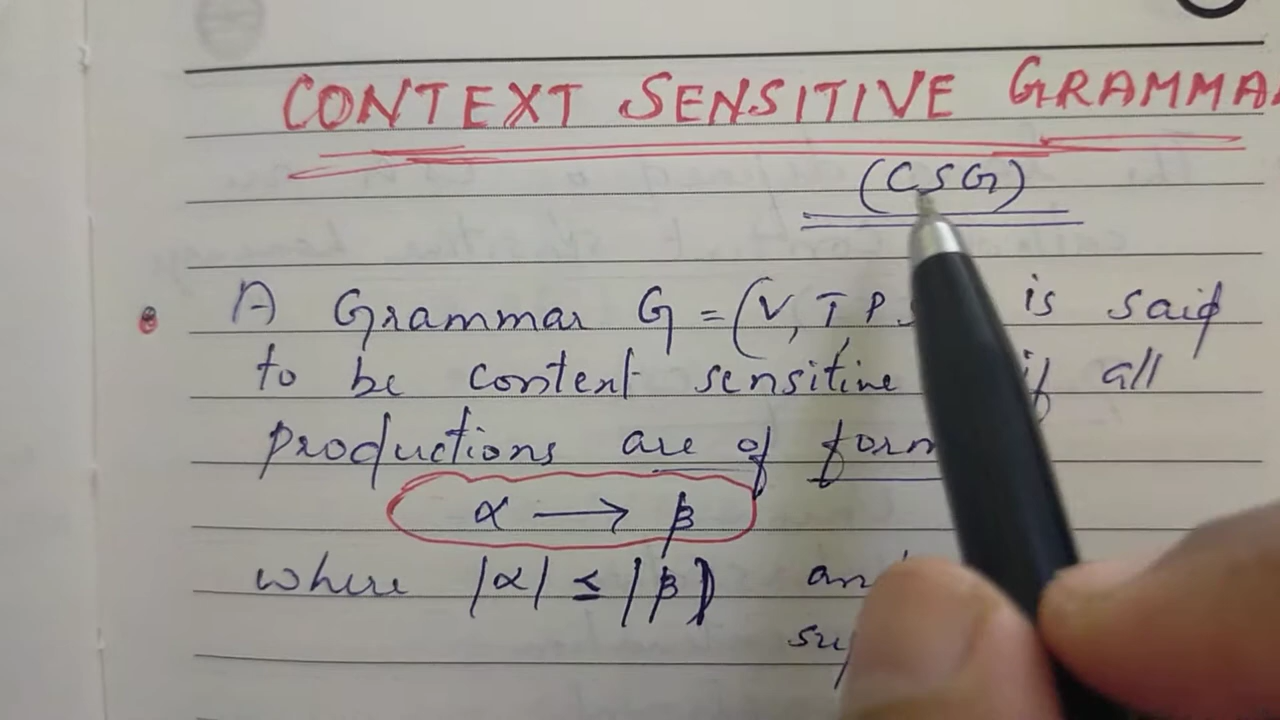 CONTEXT SENSITIVE GRAMMA
(CSG)
A Grammar G = (V, T, P, S is said
to be context sensitive if all
productions are of form
α → β
where |α| ≤ |β|